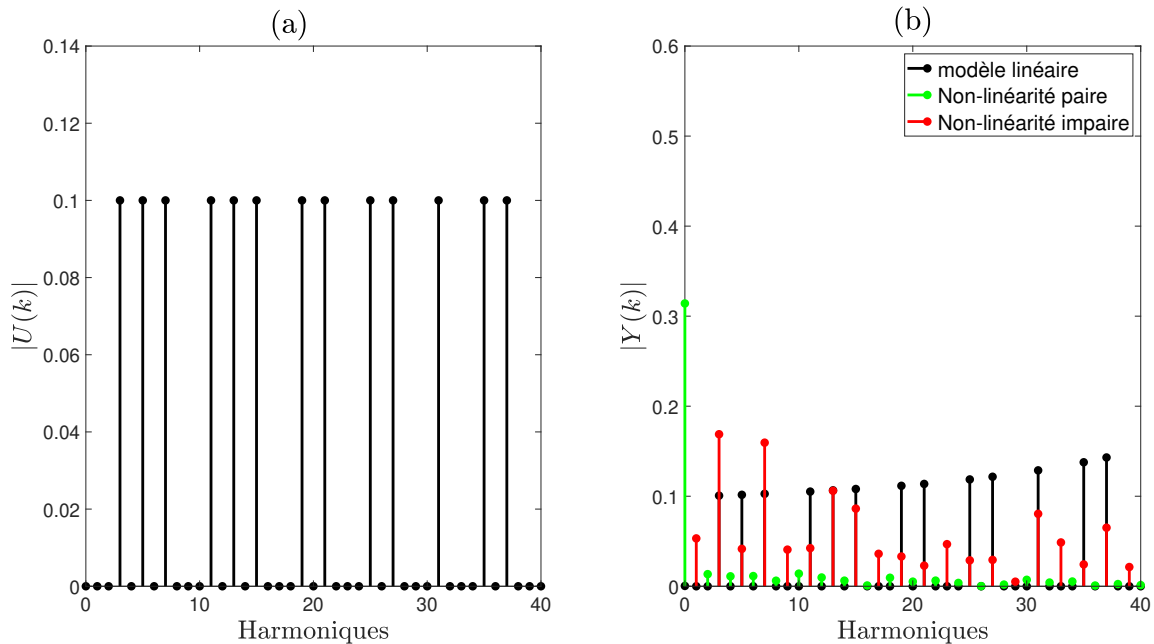 (a)
0.14
0.12
0.1
0.08
0.06
0.04
0.02
0
|U(k)|
0 10 20 30 40
Harmoniques
(b)
0.6
0.5
0.4
0.3
0.2
0.1
0
|Y(k)|
modèle linéaire
Non-linéarité paire
Non-linéarité impaire
0 10 20 30 40
Harmoniques